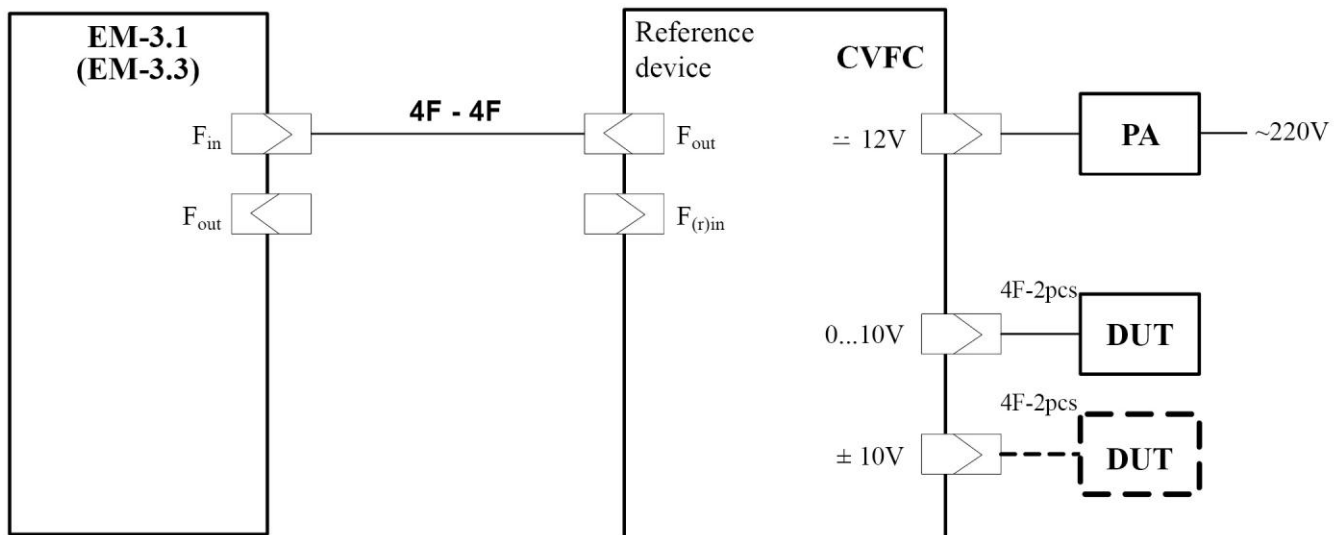 EM-3.1
(EM-3.3)
Reference
device
CVFC
4F - 4F
Fin
Fout
⎓ 12V
PA
~220V
Fout
F(r)in
4F-2pcs
0...10V
DUT
4F-2pcs
± 10V
DUT